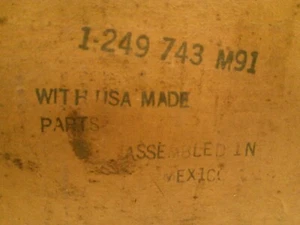 1-249 743 M91
WITH USA MADE
PARTS
ASSEMBLED IN
MEXICO